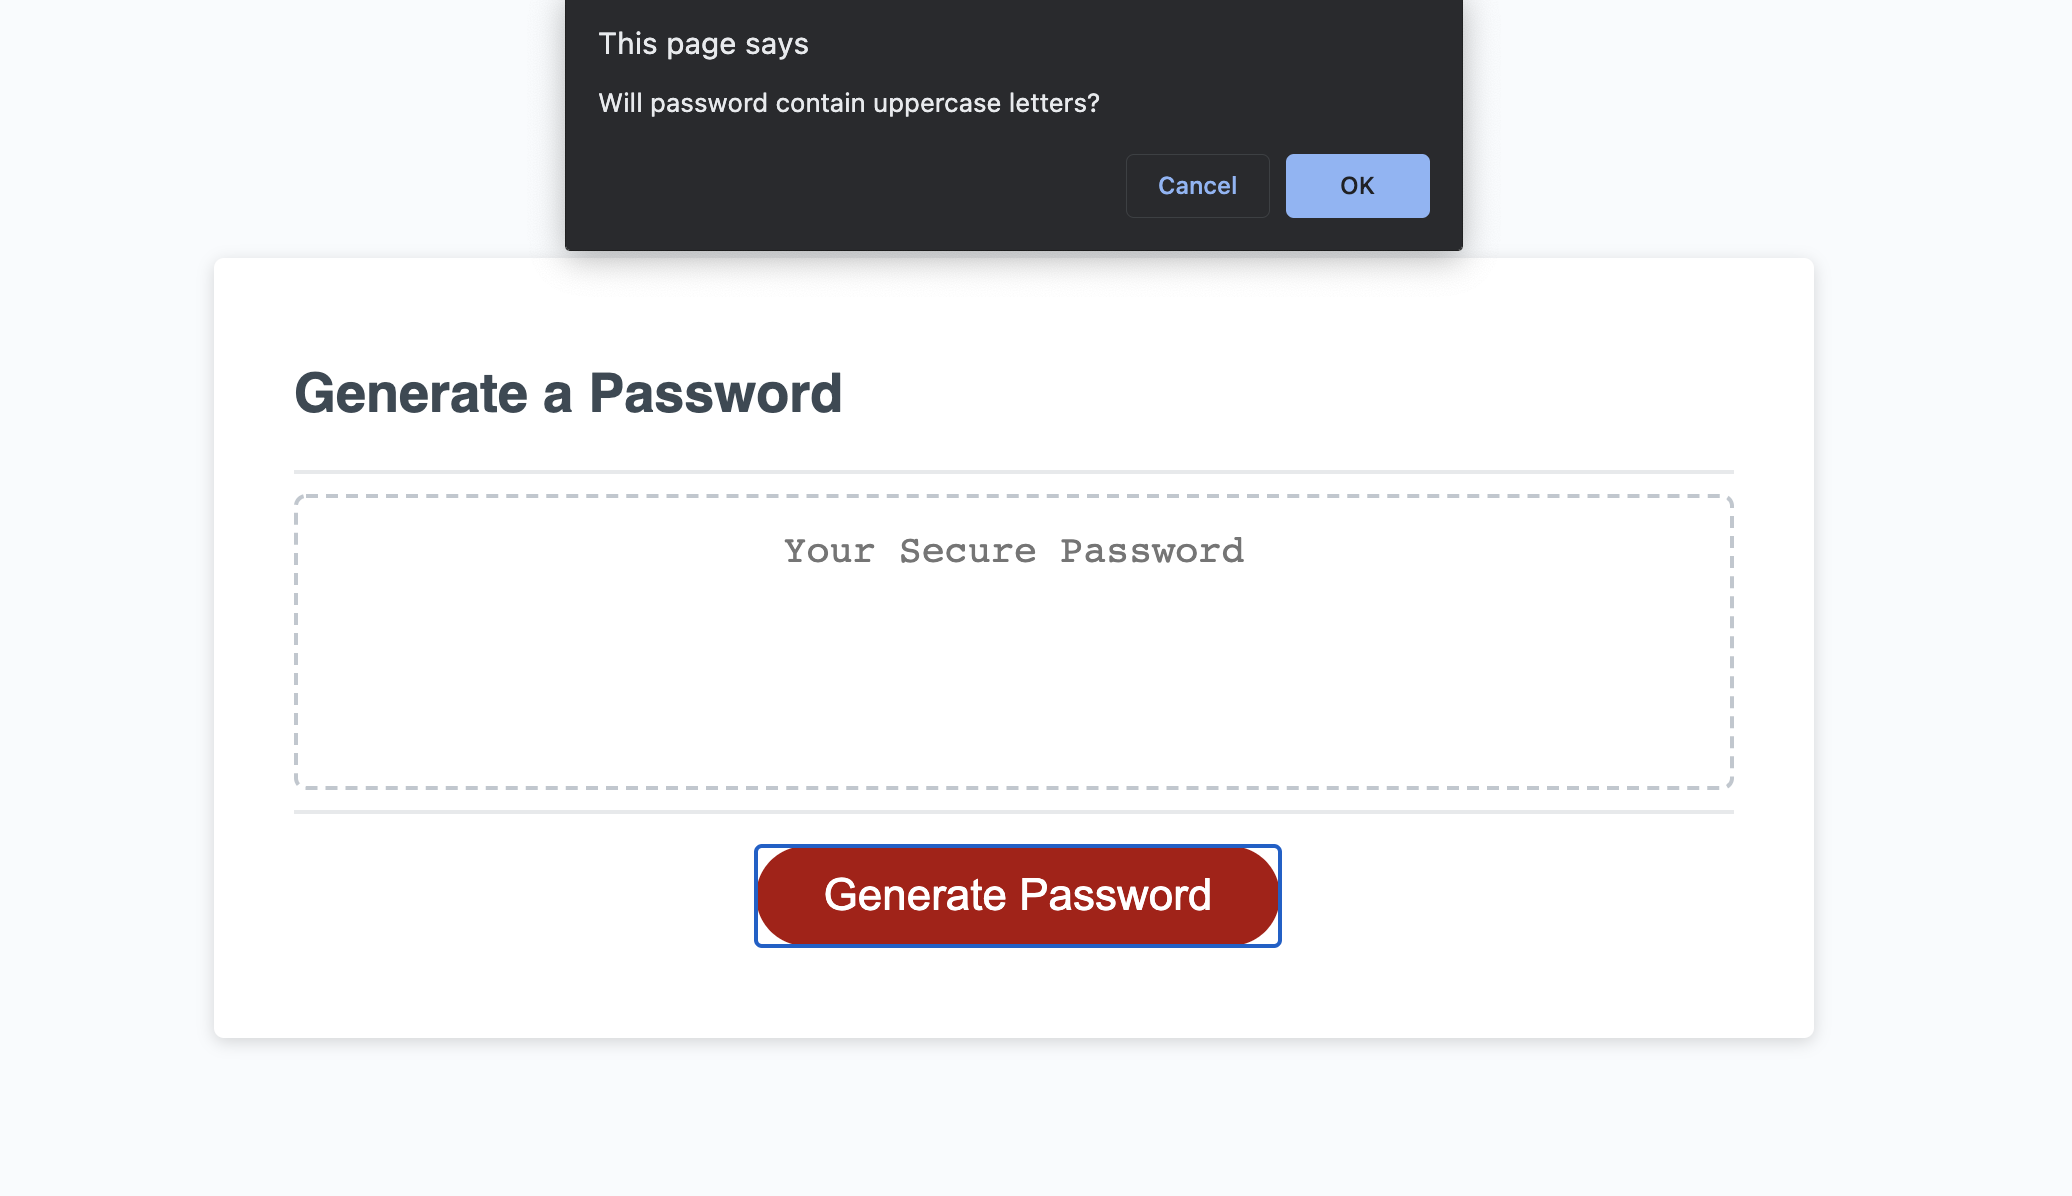 This page says
Will password contain uppercase letters?
Cancel OK
Generate a Password
Your Secure Password
Generate Password